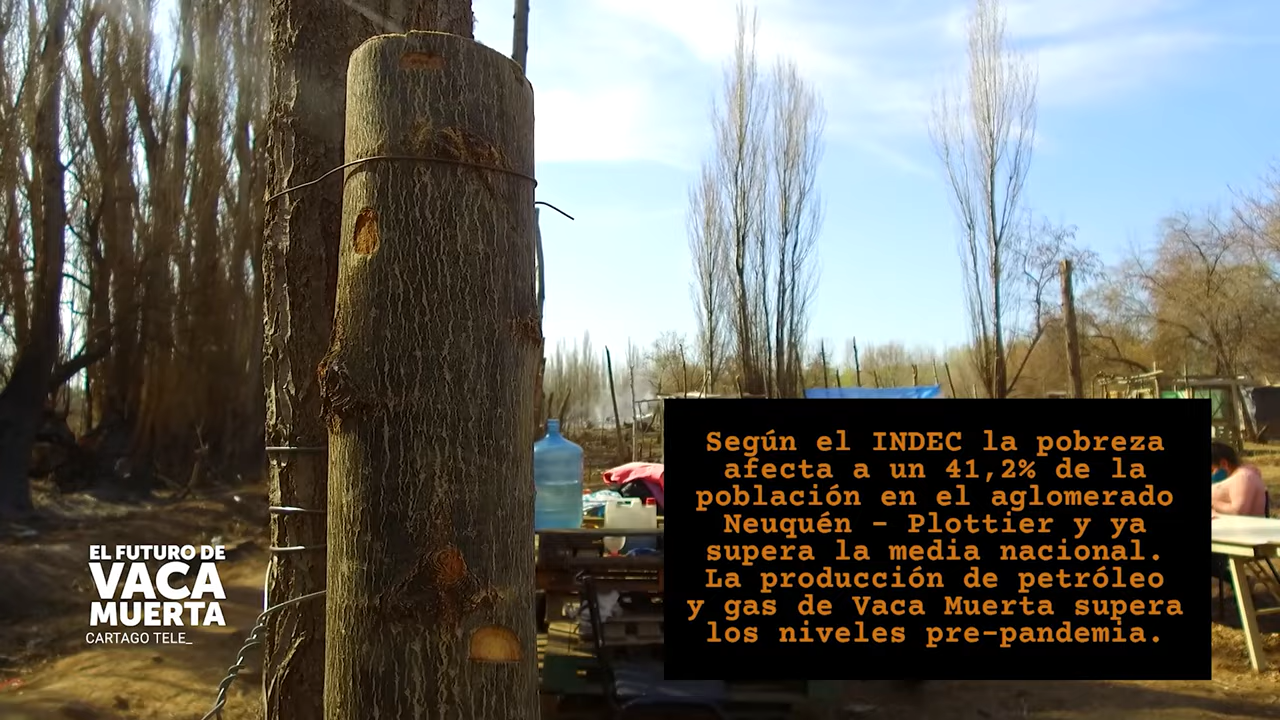 Según el INDEC la pobreza
afecta a un 41,2% de la
población en el aglomerado
Neuquén - Plottier y ya
supera la media nacional.
La producción de petróleo
y gas de Vaca Muerta supera
los niveles pre-pandemia.
EL FUTURO DE
VACA
MUERTA
CARTAGO TELE_